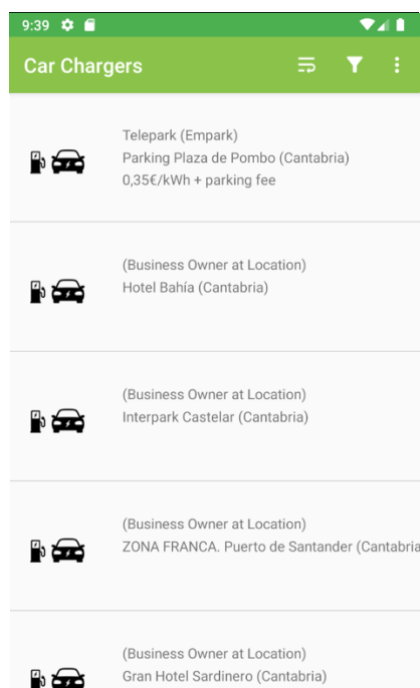 9:39
Car Chargers
Telepark (Empark)
Parking Plaza de Pombo (Cantabria)
0,35€/kWh + parking fee
(Business Owner at Location)
Hotel Bahía (Cantabria)
(Business Owner at Location)
Interpark Castelar (Cantabria)
(Business Owner at Location)
ZONA FRANCA. Puerto de Santander (Cantabria
(Business Owner at Location)
Gran Hotel Sardinero (Cantabria)